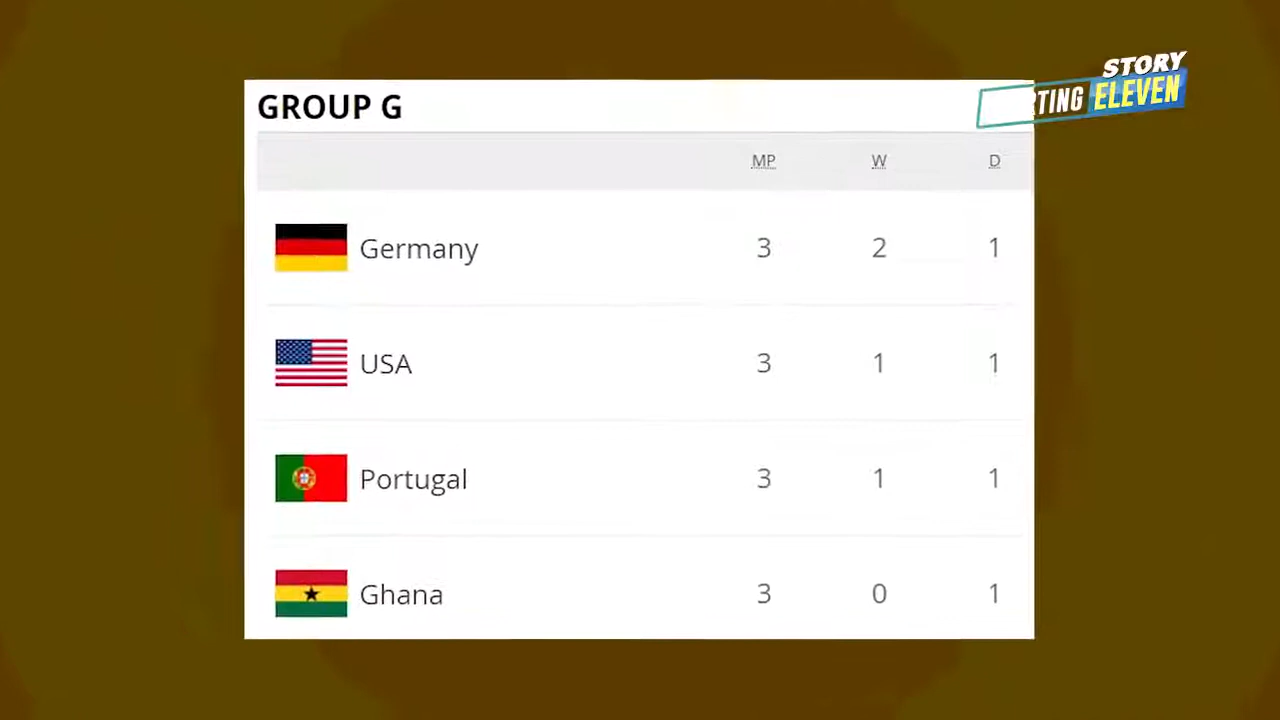 STORY
RTING ELEVEN
GROUP G
MP W D
Germany 3 2 1
USA 3 1 1
Portugal 3 1 1
Ghana 3 0 1